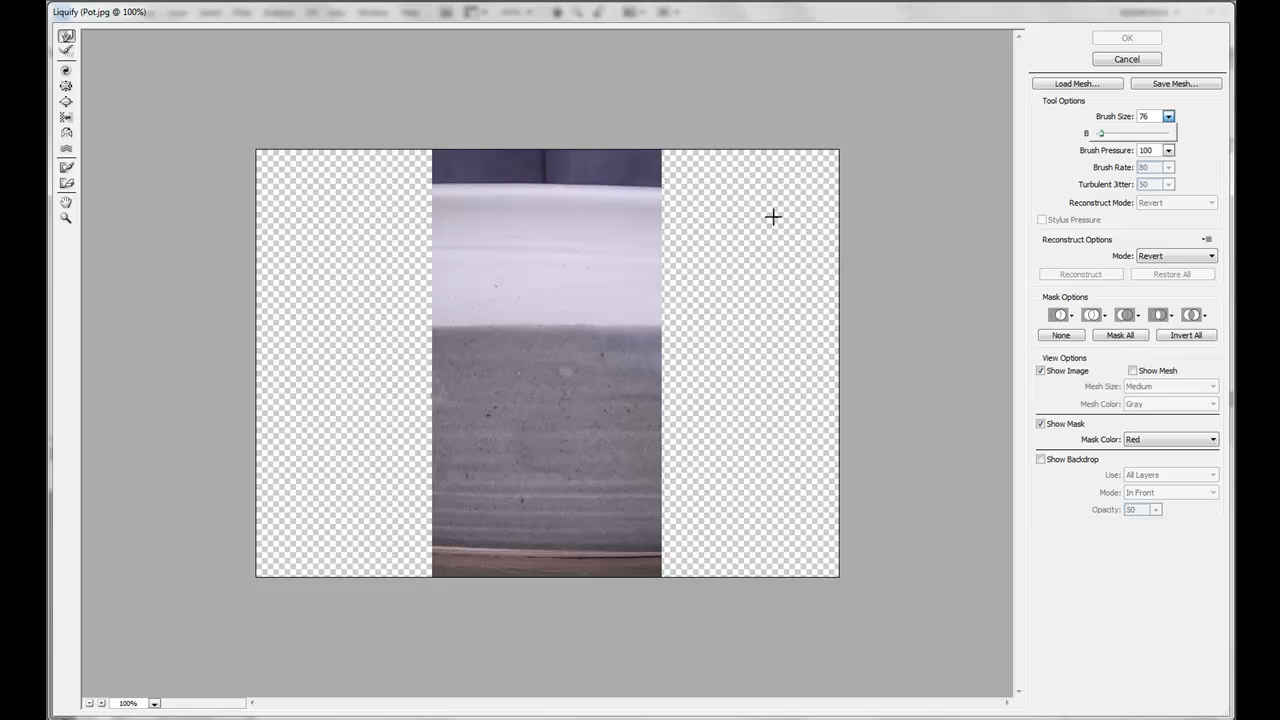 Liquify (Pot.jpg @ 100%)
OK
Cancel
Load Mesh... Save Mesh...
Tool Options
Brush Size: 76
B
Brush Pressure: 100
Brush Rate: 80
Turbulent Jitter: 50
Reconstruct Mode: Revert
Stylus Pressure
Reconstruct Options
Mode: Revert
Reconstruct Restore All
Mask Options
None Mask All Invert All
View Options
Show Image Show Mesh
Mesh Size: Medium
Mesh Color: Gray
Show Mask
Mask Color: Red
Show Backdrop
Use: All Layers
Mode: In Front
Opacity: 50
100%